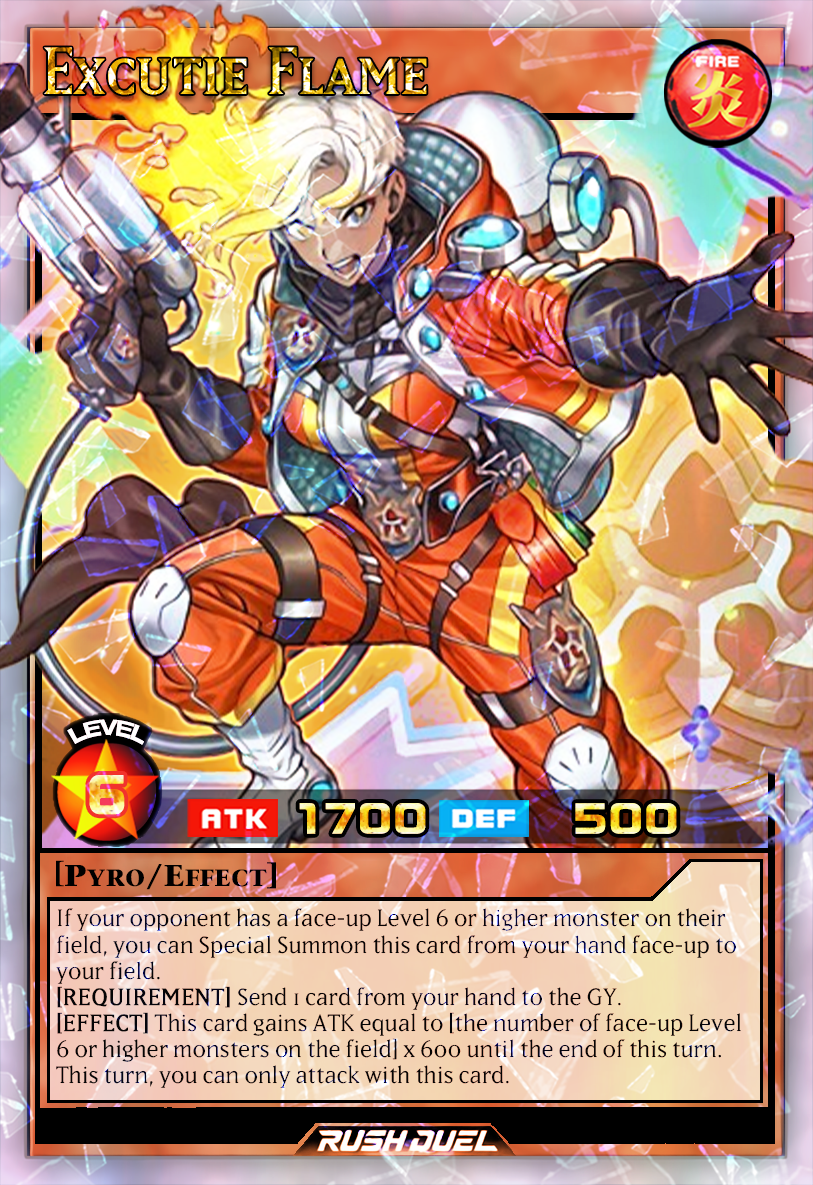 Excutie Flame
FIRE
炎
LEVEL
6
ATK 1700 DEF 500
[Pyro/Effect]
If your opponent has a face-up Level 6 or higher monster on their
field, you can Special Summon this card from your hand face-up to
your field.
[REQUIREMENT] Send 1 card from your hand to the GY.
[EFFECT] This card gains ATK equal to [the number of face-up Level
6 or higher monsters on the field] x 600 until the end of this turn.
This turn, you can only attack with this card.
RUSH DUEL